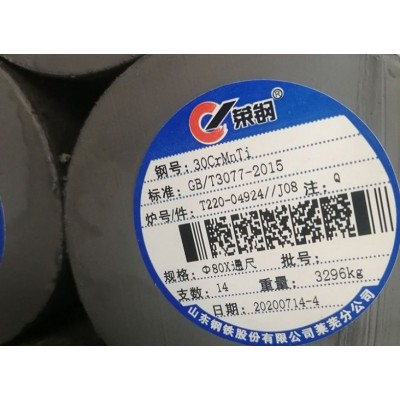 莱钢®
钢号:30CrMnTi
标准:GB/T3077-2015
炉号/件:T220-04924//J08 注:Q
规格:Φ80X通尺 批号:
支数:14 重量:3296kg
日期:20200714-4
山东钢铁股份有限公司莱芜分公司